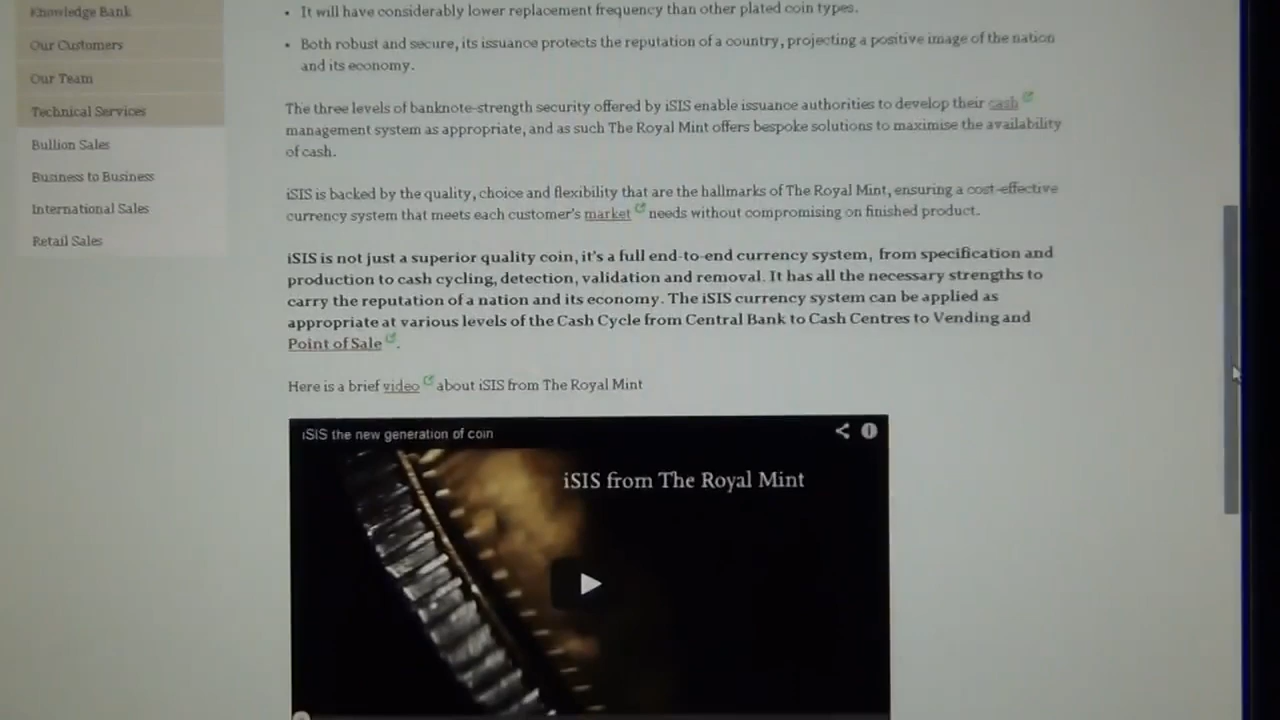 Knowledge Bank
Our Customers
Our Team
Technical Services
Bullion Sales
Business to Business
International Sales
Retail Sales
• It will have considerably lower replacement frequency than other plated coin types.
• Both robust and secure, its issuance protects the reputation of a country, projecting a positive image of the nation
and its economy.
The three levels of banknote-strength security offered by iSIS enable issuance authorities to develop their cash
management system as appropriate, and as such The Royal Mint offers bespoke solutions to maximise the availability
of cash.
iSIS is backed by the quality, choice and flexibility that are the hallmarks of The Royal Mint, ensuring a cost-effective
currency system that meets each customer's market needs without compromising on finished product.
iSIS is not just a superior quality coin, it's a full end-to-end currency system, from specification and
production to cash cycling, detection, validation and removal. It has all the necessary strengths to
carry the reputation of a nation and its economy. The iSIS currency system can be applied as
appropriate at various levels of the Cash Cycle from Central Bank to Cash Centres to Vending and
Point of Sale.
Here is a brief video about iSIS from The Royal Mint
iSIS the new generation of coin
iSIS from The Royal Mint